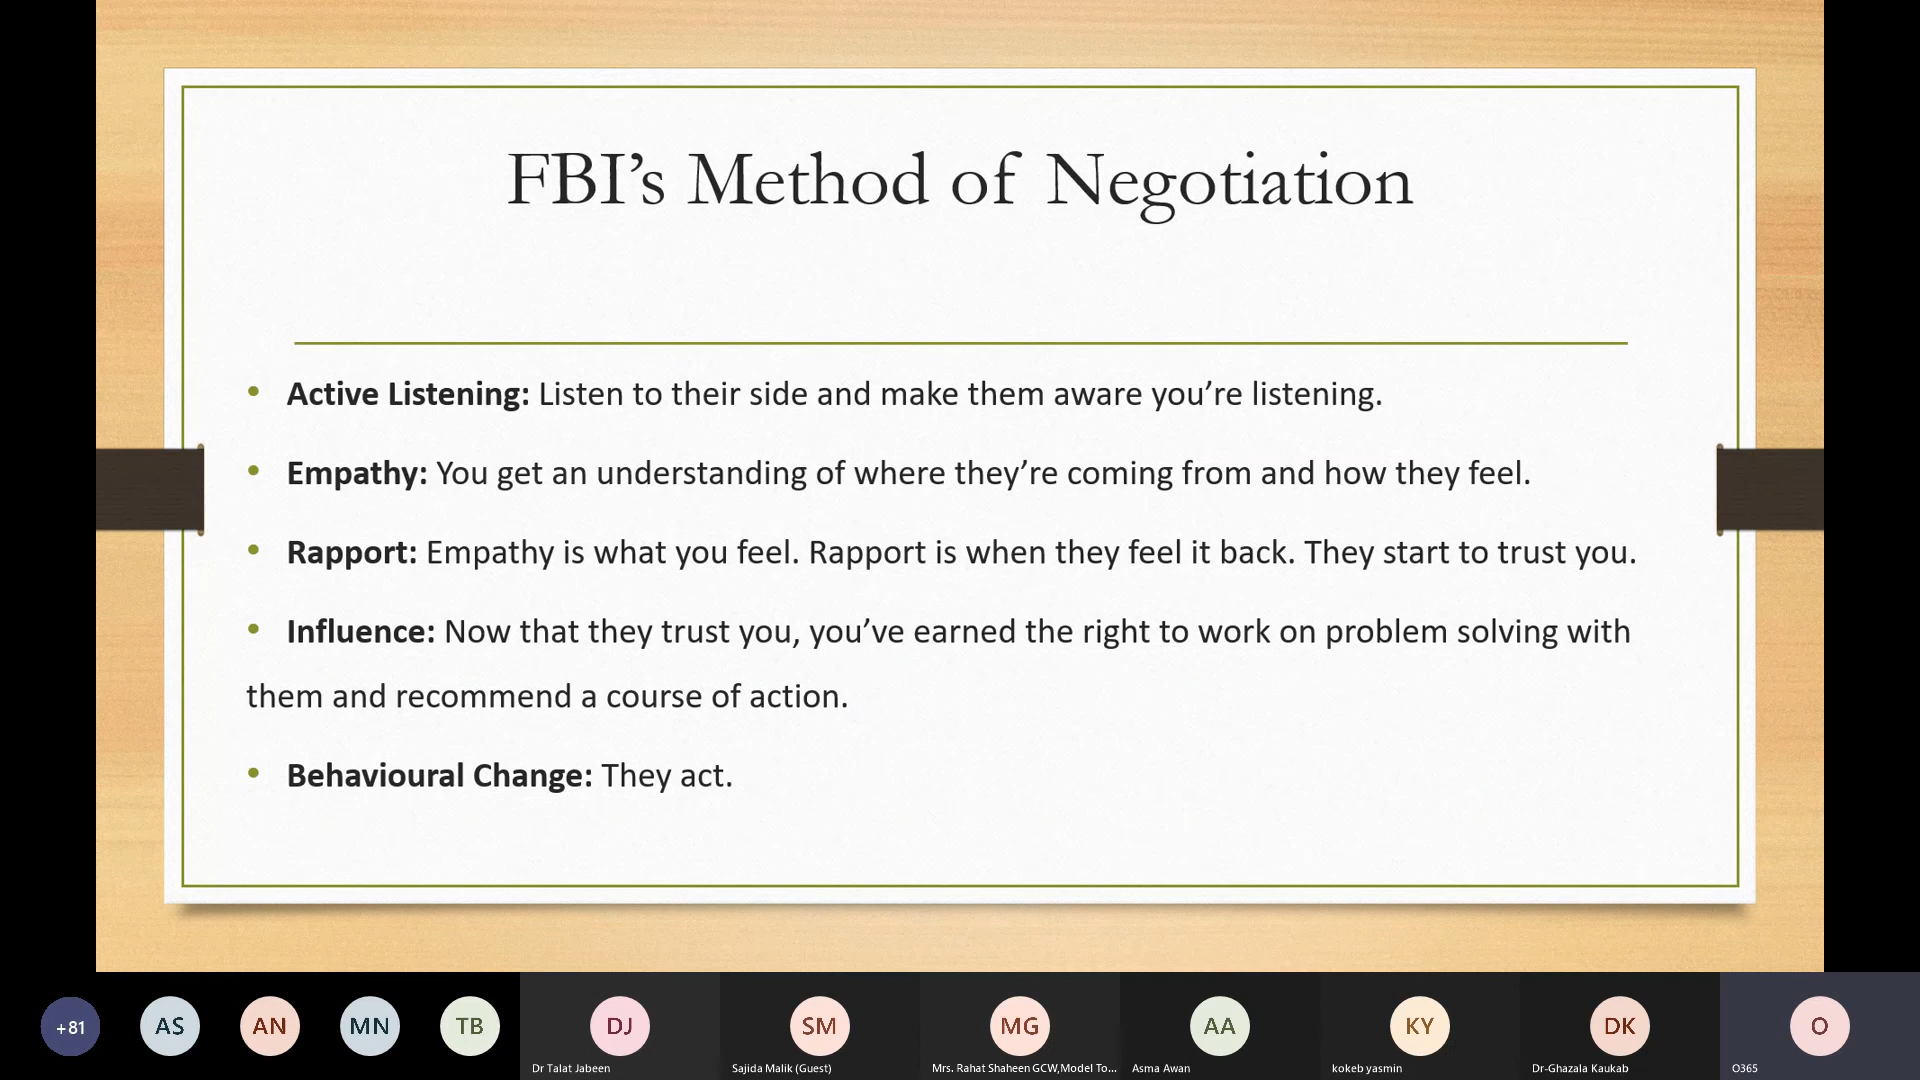 FBI’s Method of Negotiation
• Active Listening: Listen to their side and make them aware you’re listening.
• Empathy: You get an understanding of where they’re coming from and how they feel.
• Rapport: Empathy is what you feel. Rapport is when they feel it back. They start to trust you.
• Influence: Now that they trust you, you’ve earned the right to work on problem solving with
them and recommend a course of action.
• Behavioural Change: They act.
+81 AS AN MN TB DJ SM MG AA KY DK O
Dr Talat Jabeen Sajida Malik (Guest) Mrs. Rahat Shaheen GCW,Model To... Asma Awan kokeb yasmin Dr-Ghazala Kaukab O365